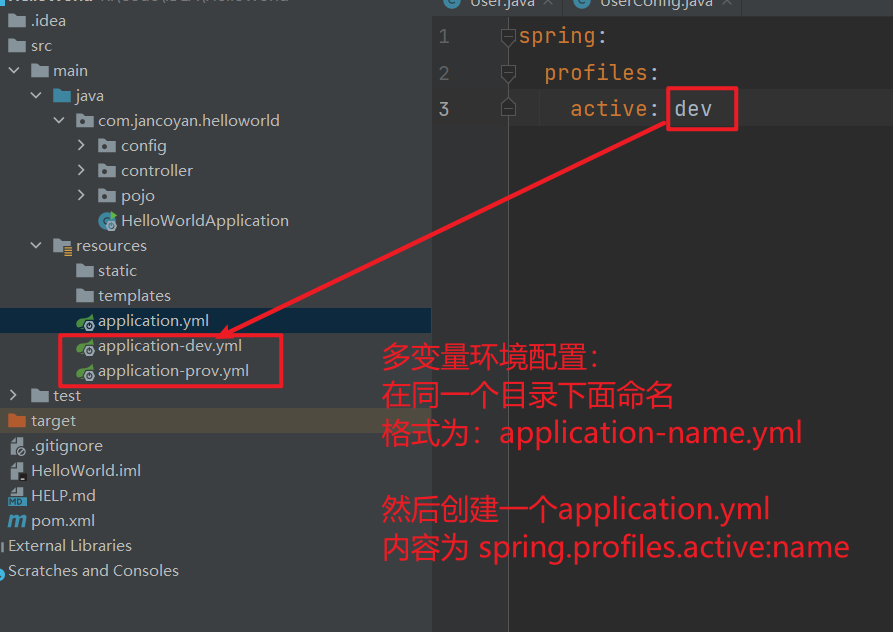 User.java
UserConfig.java
.idea
src
main
java
com.jancoyan.helloworld
config
controller
pojo
HelloWorldApplication
resources
static
templates
application.yml
application-dev.yml
application-prov.yml
test
target
.gitignore
HelloWorld.iml
HELP.md
pom.xml
External Libraries
Scratches and Consoles
1 spring:
2 profiles:
3 active: dev
多变量环境配置：
在同一个目录下面命名
格式为：application-name.yml
然后创建一个application.yml
内容为 spring.profiles.active:name